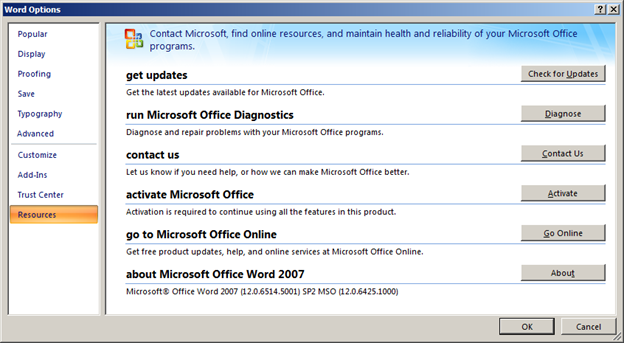 Word Options
Popular
Display
Proofing
Save
Typography
Advanced
Customize
Add-Ins
Trust Center
Resources
Contact Microsoft, find online resources, and maintain health and reliability of your Microsoft Office
programs.
get updates
Check for Updates
Get the latest updates available for Microsoft Office.
run Microsoft Office Diagnostics
Diagnose
Diagnose and repair problems with your Microsoft Office programs.
contact us
Contact Us
Let us know if you need help, or how we can make Microsoft Office better.
activate Microsoft Office
Activate
Activation is required to continue using all the features in this product.
go to Microsoft Office Online
Go Online
Get free product updates, help, and online services at Microsoft Office Online.
about Microsoft Office Word 2007
About
Microsoft® Office Word 2007 (12.0.6514.5001) SP2 MSO (12.0.6425.1000)
OK
Cancel